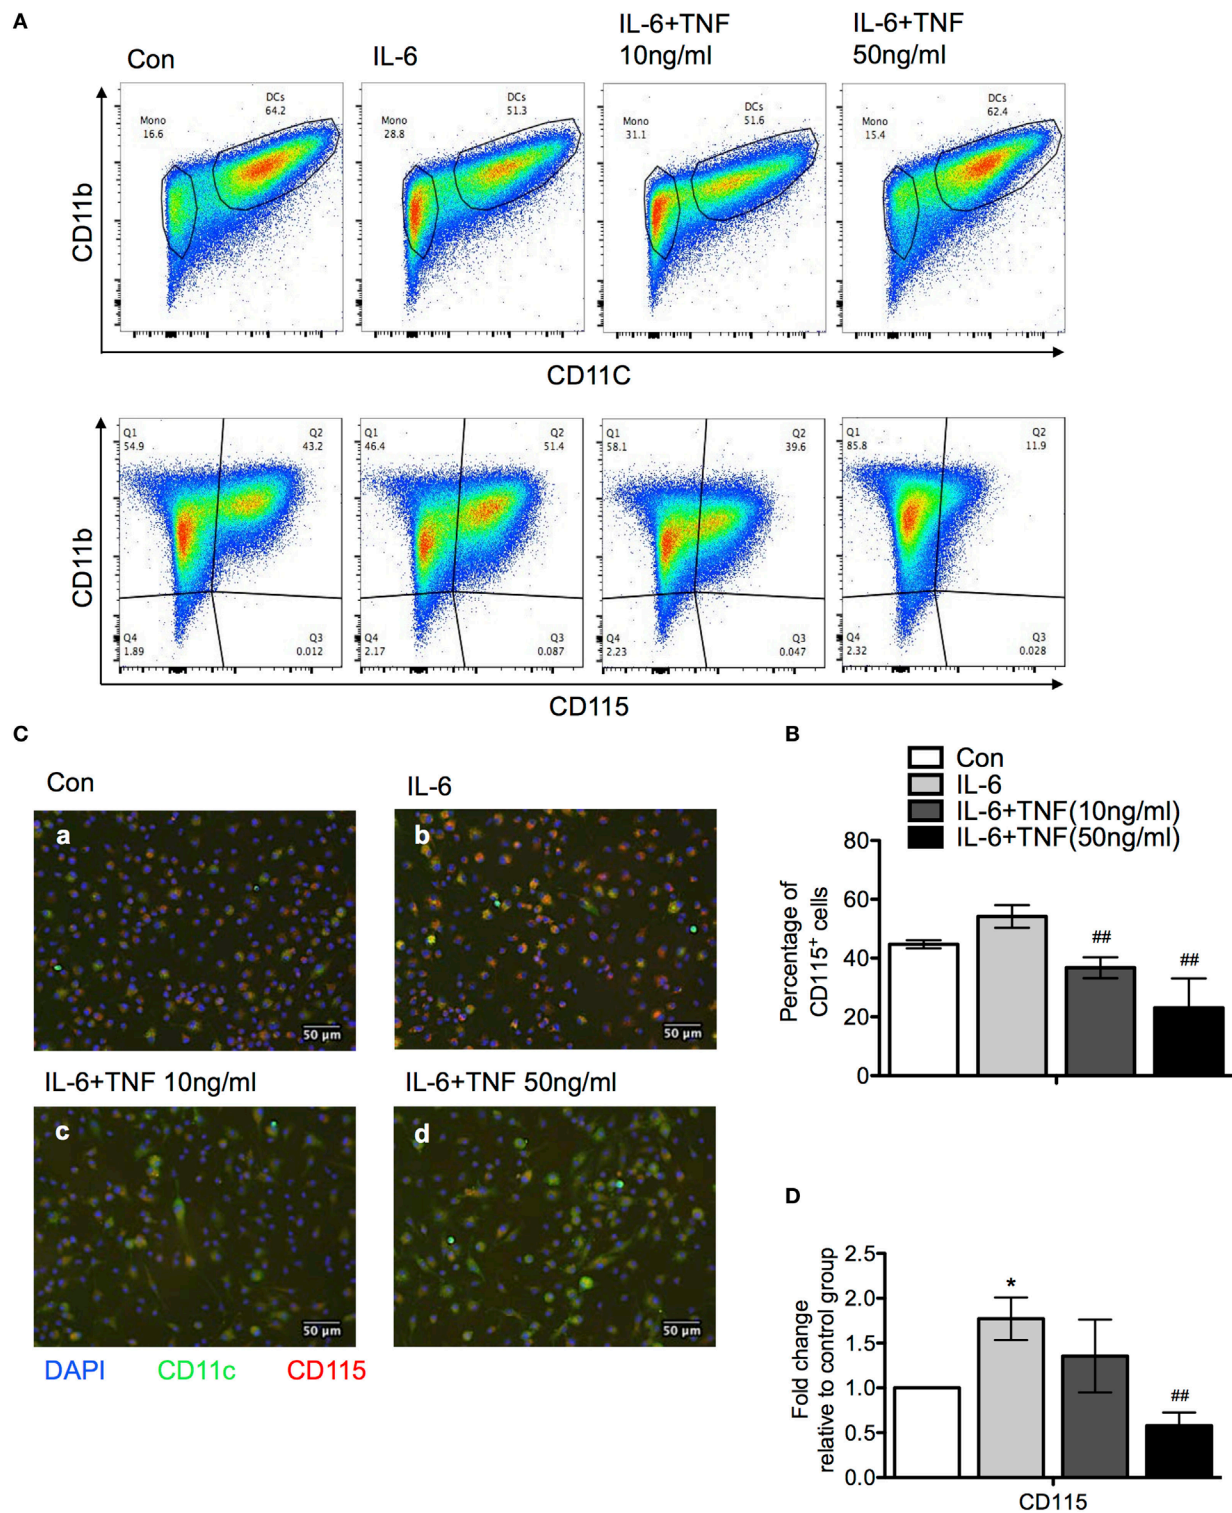 A
Con
IL-6
IL-6+TNF
10ng/ml
IL-6+TNF
50ng/ml
Mono
16.6
DCs
64.2
Mono
28.8
DCs
51.3
Mono
31.1
DCs
51.6
Mono
15.4
DCs
62.4
CD11b
CD11C
Q1
54.9
Q2
43.2
Q4
1.89
Q3
0.012
Q1
46.4
Q2
51.4
Q4
2.17
Q3
0.087
Q1
58.1
Q2
39.6
Q4
2.23
Q3
0.047
Q1
85.8
Q2
11.9
Q4
2.32
Q3
0.028
CD11b
CD115
C
Con
IL-6
a
50 µm
b
50 µm
IL-6+TNF 10ng/ml
IL-6+TNF 50ng/ml
c
50 µm
d
50 µm
DAPI CD11c CD115
B
Con
IL-6
IL-6+TNF(10ng/ml)
IL-6+TNF(50ng/ml)
Percentage of
CD115+ cells
80
60
40
20
0
##
##
D
Fold change
relative to control group
2.5
2.0
1.5
1.0
0.5
0.0
*
##
CD115